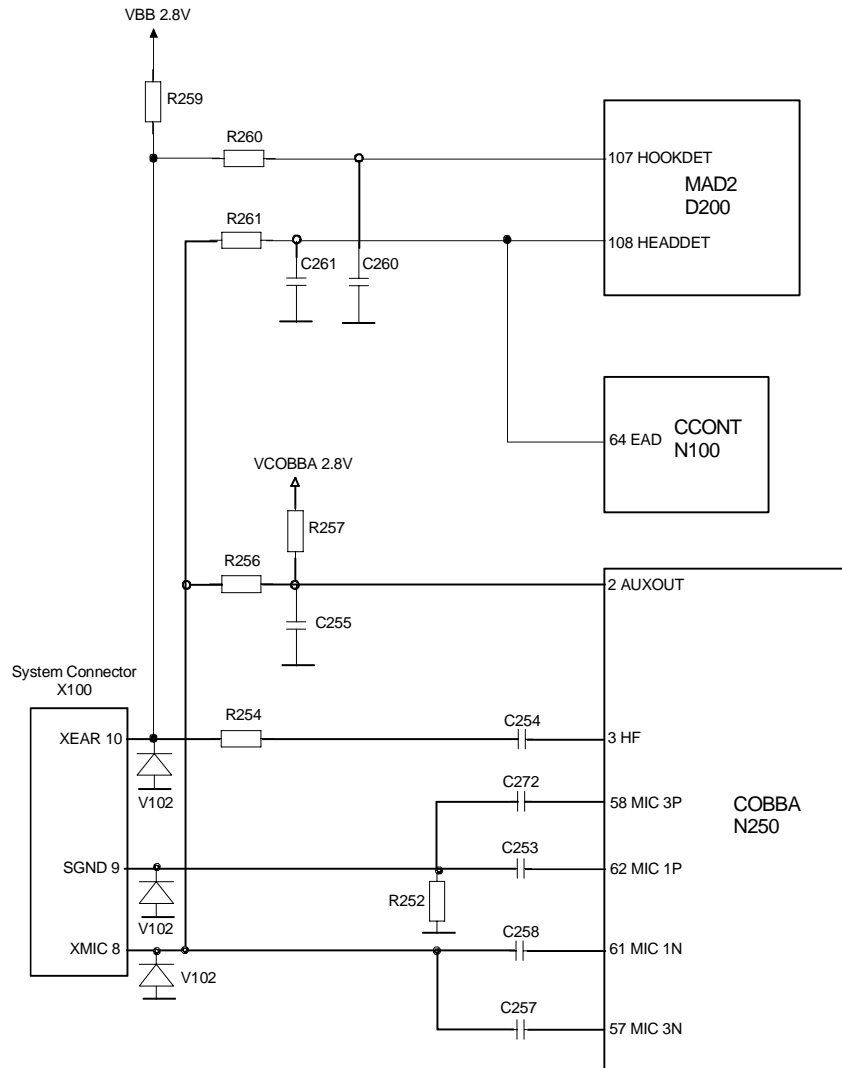 VBB 2.8V
R259
R260
107 HOOKDET
MAD2
D200
R261
108 HEADDET
C261
C260
CCONT
N100
64 EAD
VCOBBA 2.8V
R257
R256
2 AUXOUT
C255
System Connector
X100
R254
C254
XEAR 10
3 HF
V102
C272
58 MIC 3P
COBBA
N250
C253
SGND 9
62 MIC 1P
R252
V102
C258
XMIC 8
61 MIC 1N
V102
C257
57 MIC 3N